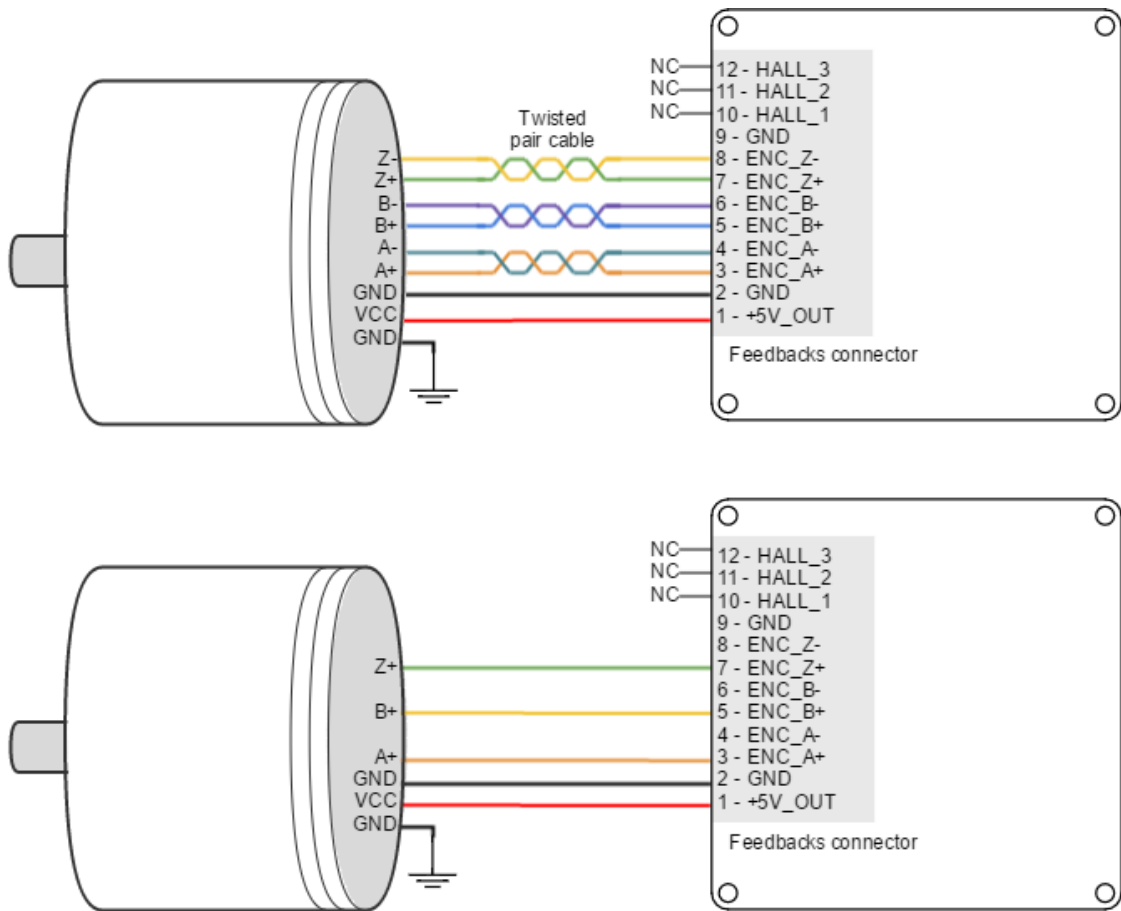 NC
12 - HALL_3
NC
11 - HALL_2
NC
10 - HALL_1
Twisted
pair cable
9 - GND
Z-
8 - ENC_Z-
Z+
7 - ENC_Z+
B-
6 - ENC_B-
B+
5 - ENC_B+
A-
4 - ENC_A-
A+
3 - ENC_A+
GND
2 - GND
VCC
1 - +5V_OUT
GND
Feedbacks connector
NC
12 - HALL_3
NC
11 - HALL_2
NC
10 - HALL_1
9 - GND
8 - ENC_Z-
Z+
7 - ENC_Z+
6 - ENC_B-
B+
5 - ENC_B+
4 - ENC_A-
A+
3 - ENC_A+
GND
2 - GND
VCC
1 - +5V_OUT
GND
Feedbacks connector